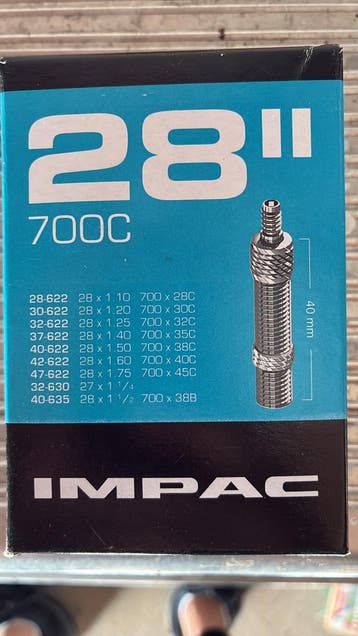 28"
700C
28-622 28 x 1.10 700 x 28C
30-622 28 x 1.20 700 x 30C
32-622 28 x 1.25 700 x 32C
37-622 28 x 1.40 700 x 35C
40-622 28 x 1.50 700 x 38C
42-622 28 x 1.60 700 x 40C
47-622 28 x 1.75 700 x 45C
32-630 27 x 1 1/4
40-635 28 x 1 1/2 700 x 38B
40 mm
IMPAC